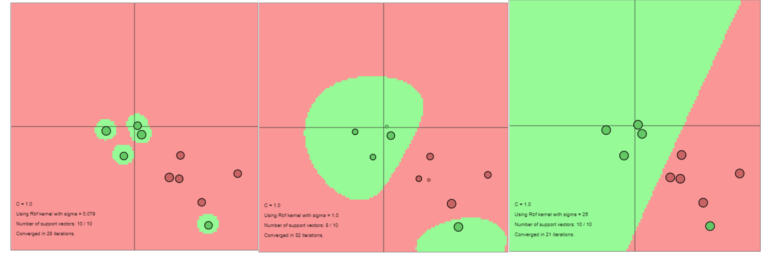 C = 1.0
Using Rbf kernel with sigma = 0.079
Number of support vectors: 10 / 10
Converged in 25 iterations.
C = 1.0
Using Rbf kernel with sigma = 1.0
Number of support vectors: 8 / 10
Converged in 52 iterations.
C = 1.0
Using Rbf kernel with sigma = 25
Number of support vectors: 10 / 10
Converged in 21 iterations.